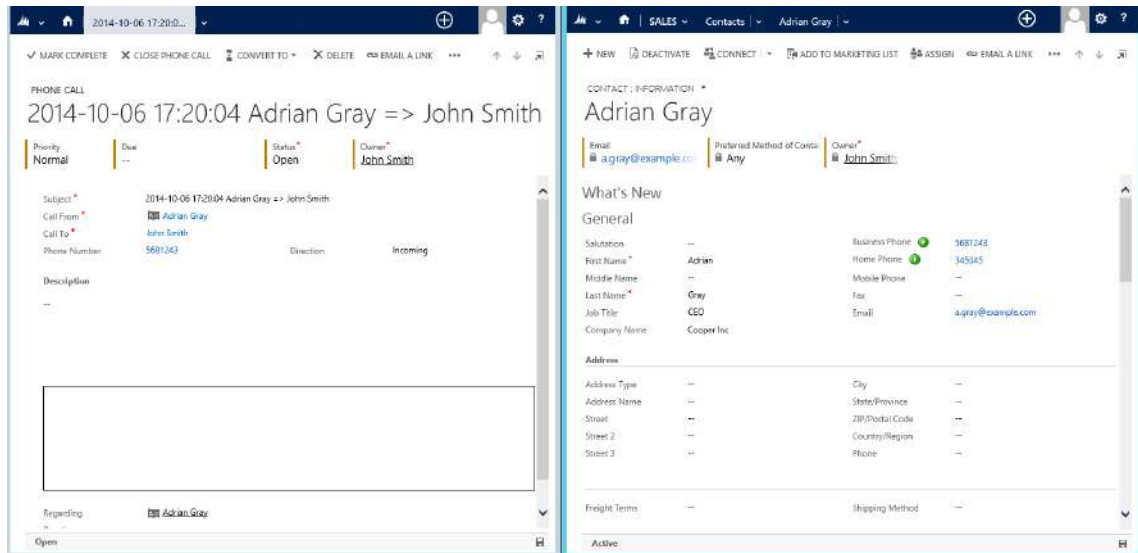 2014-10-06 17:20:0...
?
MARK COMPLETE CLOSE PHONE CALL CONVERT TO DELETE EMAIL A LINK ...
PHONE CALL
2014-10-06 17:20:04 Adrian Gray => John Smith
Priority Due Status* Owner*
Normal -- Open John Smith
Subject* 2014-10-06 17:20:04 Adrian Gray => John Smith
Call From* Adrian Gray
Call To* John Smith
Phone Number 5681243 Direction Incoming
Description
--
Regarding Adrian Gray
Open
SALES Contacts Adrian Gray
?
NEW DEACTIVATE CONNECT ADD TO MARKETING LIST ASSIGN EMAIL A LINK ...
CONTACT : INFORMATION
Adrian Gray
Email Preferred Method of Conta Owner*
a.gray@example.co Any John Smith
What's New
General
Salutation -- Business Phone 5681243
First Name* Adrian Home Phone 345345
Middle Name -- Mobile Phone --
Last Name* Gray Fax --
Job Title CEO Email a.gray@example.com
Company Name Cooper Inc
Address
Address Type -- City --
Address Name -- State/Province --
Street -- ZIP/Postal Code --
Street 2 -- Country/Region --
Street 3 -- Phone --
Freight Terms -- Shipping Method --
Active